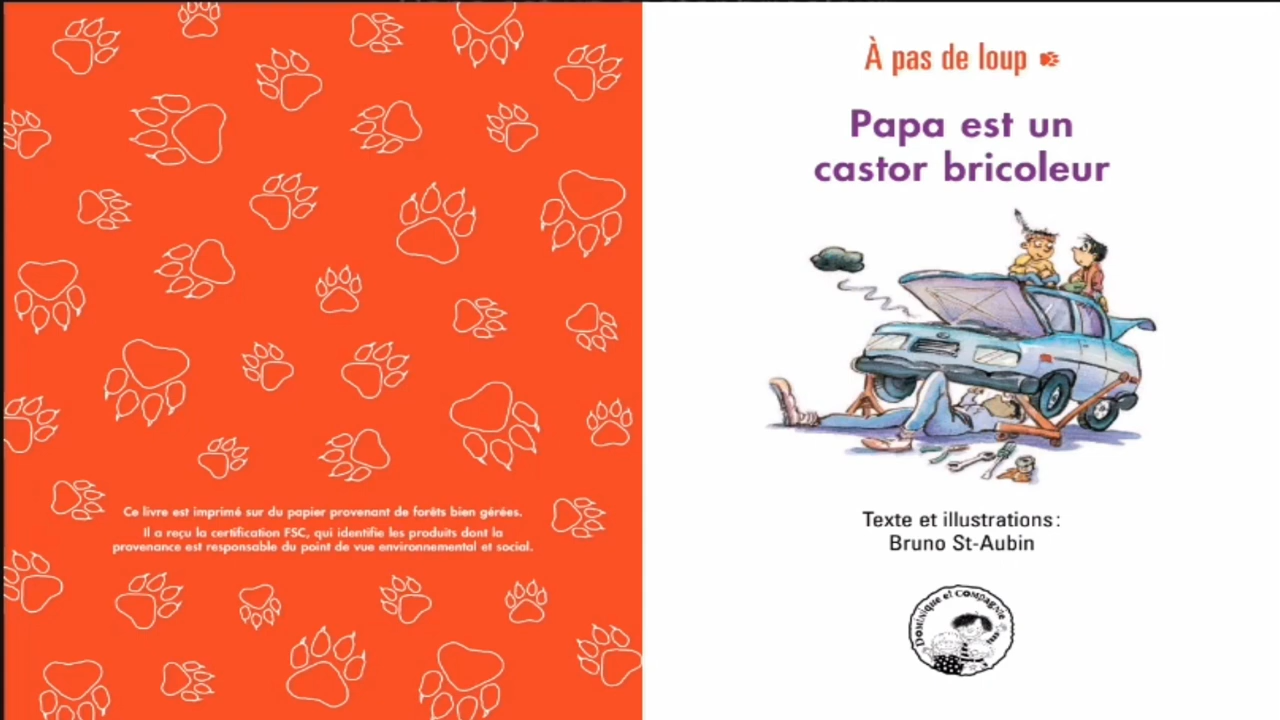 Ce livre est imprimé sur du papier provenant de forêts bien gérées.
Il a reçu la certification FSC, qui identifie les produits dont la
provenance est responsable du point de vue environnemental et social.
À pas de loup
Papa est un
castor bricoleur
Texte et illustrations :
Bruno St-Aubin
Dominique et compagnie